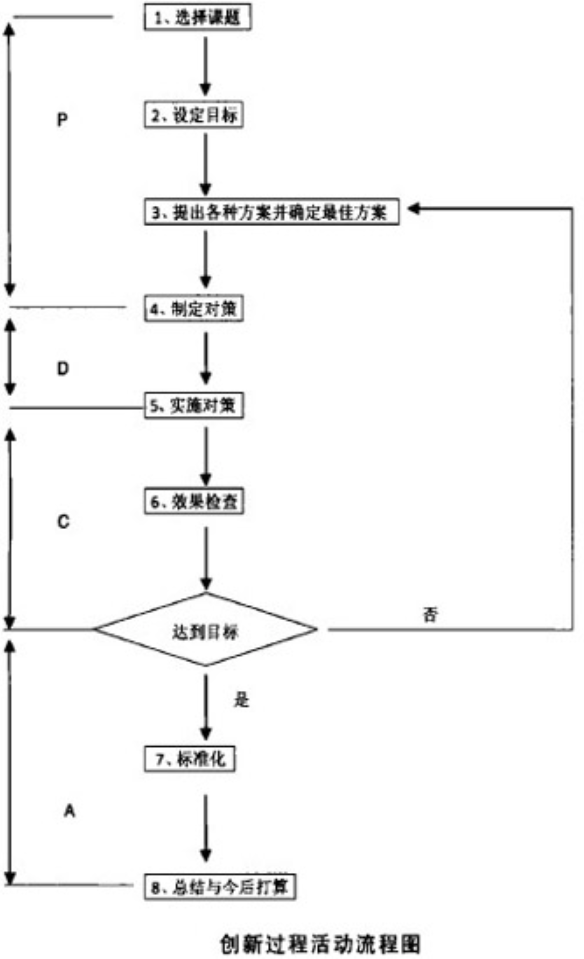 1、选择课题
P
2、设定目标
3、提出各种方案并确定最佳方案
4、制定对策
D
5、实施对策
6、效果检查
C
达到目标
否
是
7、标准化
A
8、总结与今后打算
创新过程活动流程图